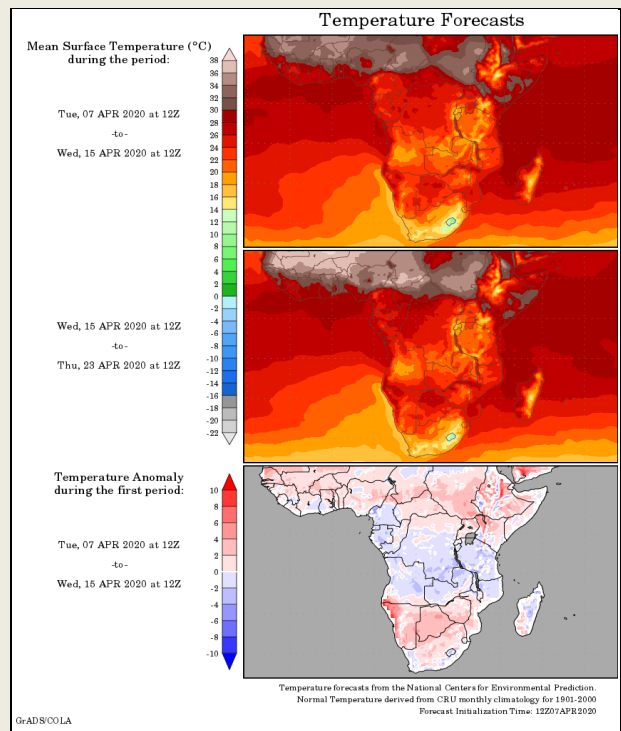 Temperature Forecasts
Mean Surface Temperature (°C)
during the period:
38
36
34
32
30
28
26
24
22
20
18
16
14
12
10
8
6
4
2
0
-2
-4
-6
-8
-10
-12
-14
-16
-18
-20
-22
Tue, 07 APR 2020 at 12Z
-to-
Wed, 15 APR 2020 at 12Z
Wed, 15 APR 2020 at 12Z
-to-
Thu, 23 APR 2020 at 12Z
Temperature Anomaly
during the first period:
10
8
6
4
2
0
-2
-4
-6
-8
-10
Tue, 07 APR 2020 at 12Z
-to-
Wed, 15 APR 2020 at 12Z
Temperature forecasts from the National Centers for Environmental Prediction.
Normal Temperature derived from CRU monthly climatology for 1901-2000
Forecast Initialization Time: 12Z07APR2020
GrADS/COLA